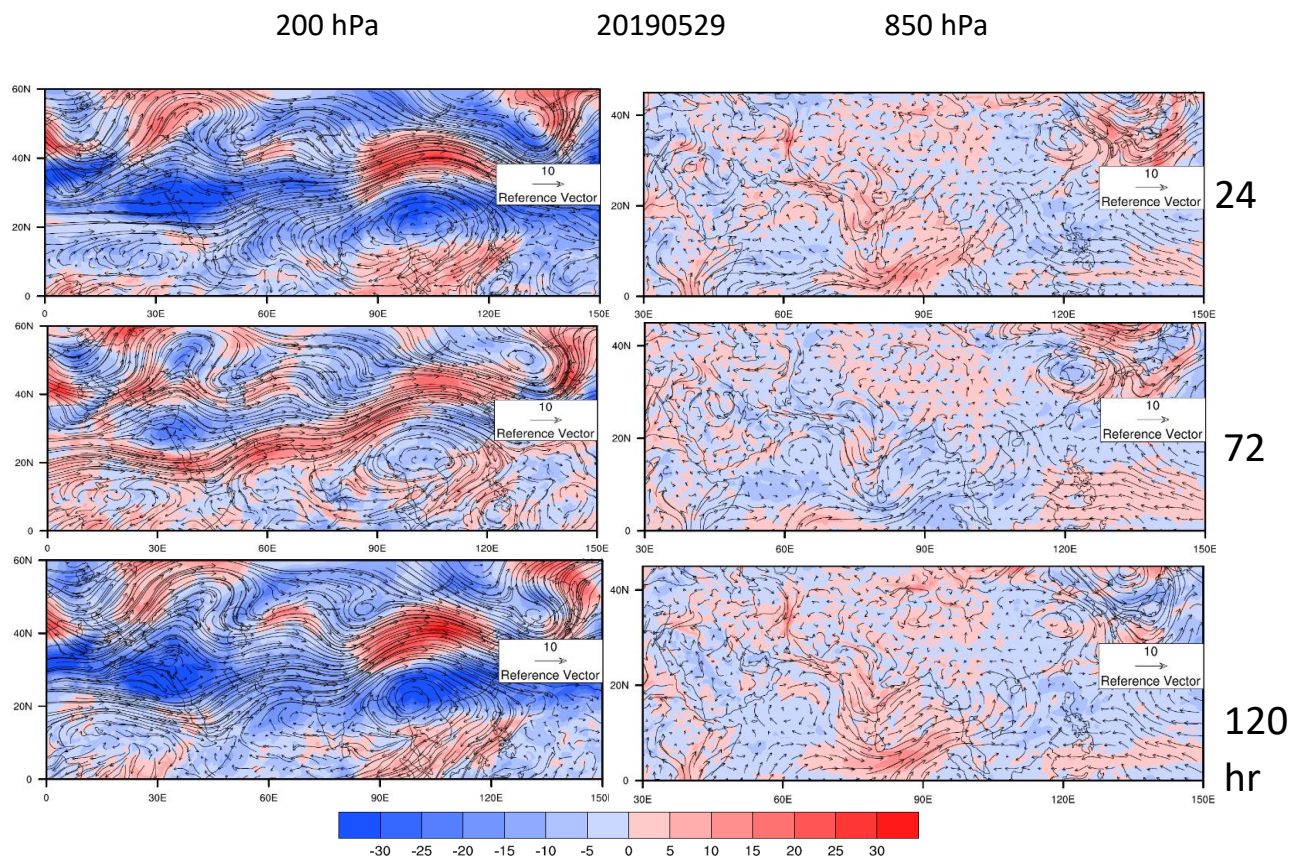 200 hPa 20190529 850 hPa
60N
40N
20N
0
0 30E 60E 90E 120E 150E
10
Reference Vector
40N
20N
0
30E 60E 90E 120E 150E
10
Reference Vector
24
60N
40N
20N
0
0 30E 60E 90E 120E 150E
10
Reference Vector
40N
20N
0
30E 60E 90E 120E 150E
10
Reference Vector
72
60N
40N
20N
0
0 30E 60E 90E 120E 150E
10
Reference Vector
40N
20N
0
30E 60E 90E 120E 150E
10
Reference Vector
120
hr
-30 -25 -20 -15 -10 -5 0 5 10 15 20 25 30